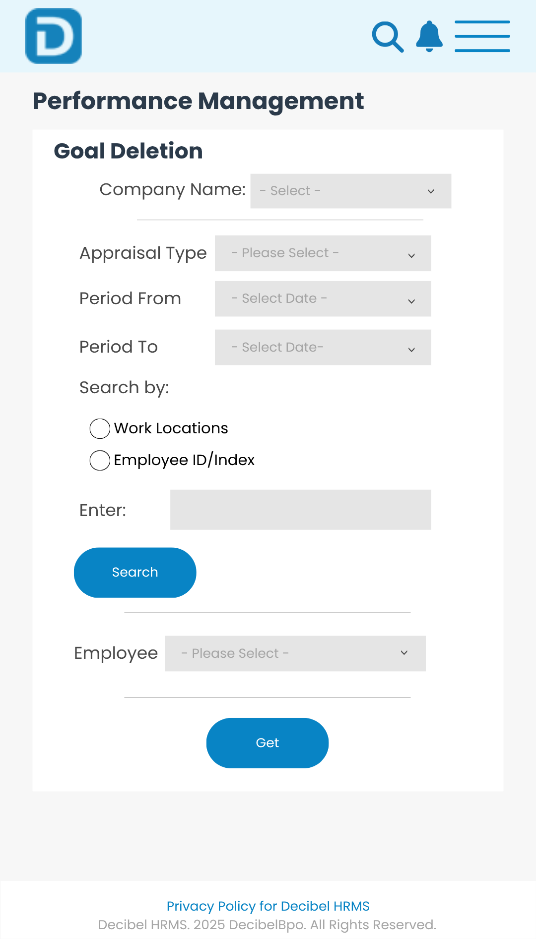 D
Performance Management
Goal Deletion
Company Name: - Select -
Appraisal Type - Please Select -
Period From - Select Date -
Period To - Select Date-
Search by:
Work Locations
Employee ID/Index
Enter:
Search
Employee - Please Select -
Get
Privacy Policy for Decibel HRMS
Decibel HRMS. 2025 DecibelBpo. All Rights Reserved.